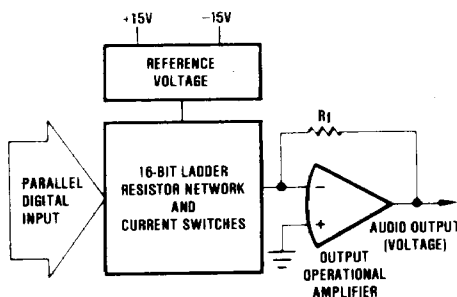 +15V
-15V
REFERENCE
VOLTAGE
PARALLEL
DIGITAL
INPUT
16-BIT LADDER
RESISTOR NETWORK
AND
CURRENT SWITCHES
Rf
−
+
AUDIO OUTPUT
(VOLTAGE)
OUTPUT
OPERATIONAL
AMPLIFIER